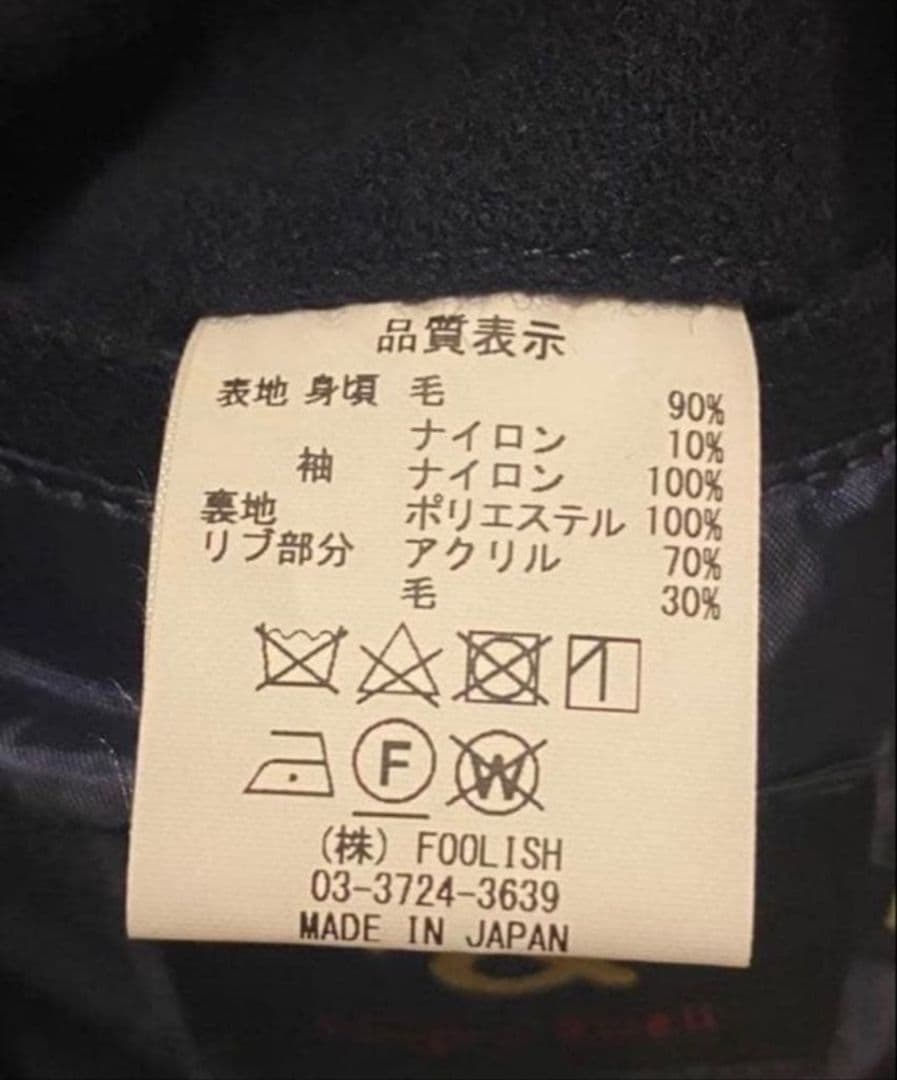 品質表示
表地 身頃 毛 90%
ナイロン 10%
袖 ナイロン 100%
裏地 ポリエステル 100%
リブ部分 アクリル 70%
毛 30%
F W
(株) FOOLISH
03-3724-3639
MADE IN JAPAN